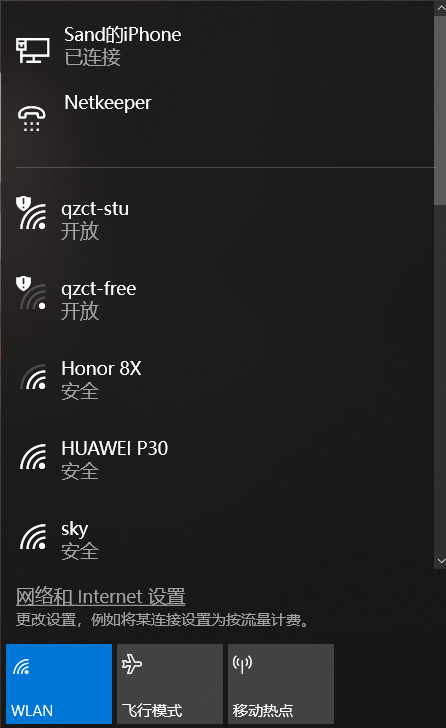 Sand的iPhone
已连接
Netkeeper
qzct-stu
开放
qzct-free
开放
Honor 8X
安全
HUAWEI P30
安全
sky
安全
网络和 Internet 设置
更改设置，例如将某连接设置为按流量计费。
WLAN
飞行模式
移动热点